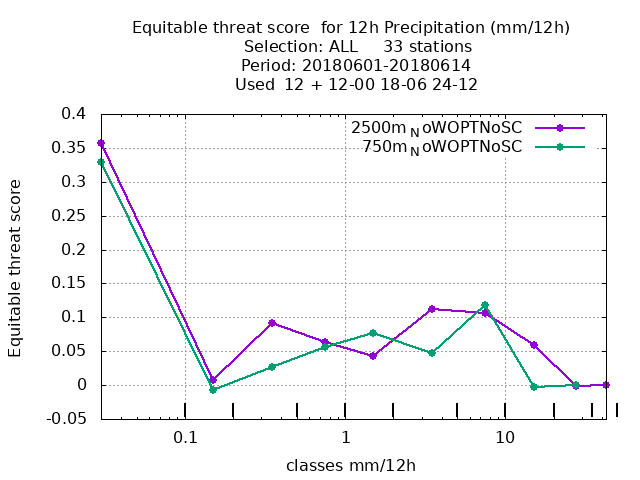 Equitable threat score  for 12h Precipitation (mm/12h)
Selection: ALL     33 stations
Period: 20180601-20180614
Used  12 + 12-00 18-06 24-12
2500m_NoWOPTNoSC
750m_NoWOPTNoSC
Equitable threat score
0.4
0.35
0.3
0.25
0.2
0.15
0.1
0.05
0
-0.05
0.1 1 10
classes mm/12h